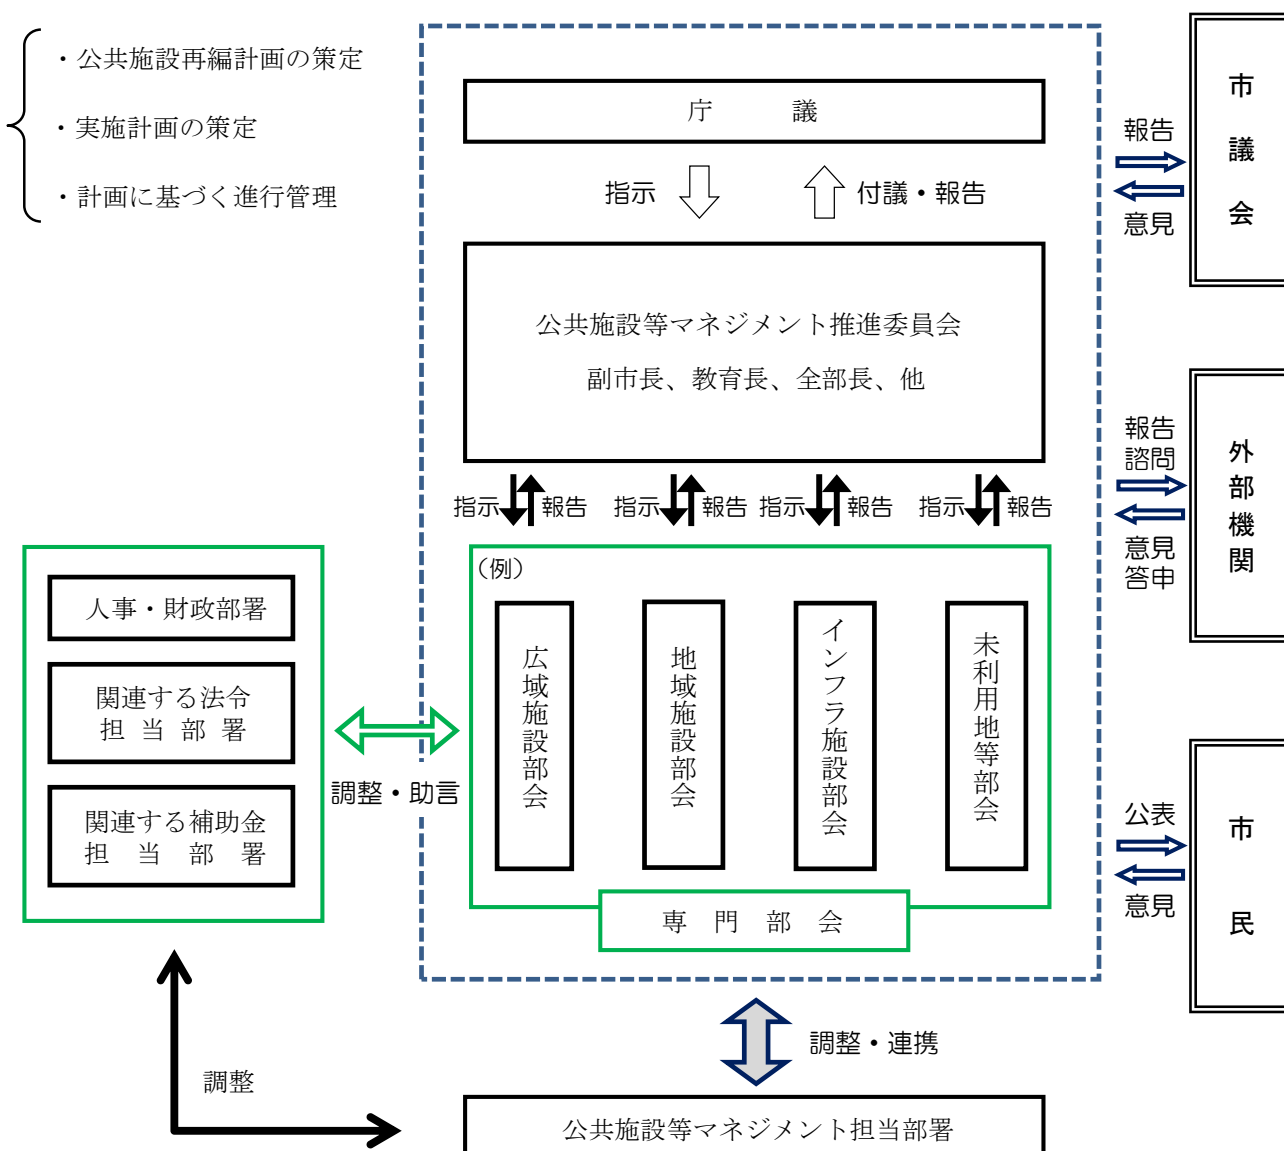 ・公共施設再編計画の策定
・実施計画の策定
・計画に基づく進行管理
庁　議
指示
付議・報告
公共施設等マネジメント推進委員会
副市長、教育長、全部長、他
指示
報告
指示
報告
指示
報告
指示
報告
(例)
広域施設部会
地域施設部会
インフラ施設部会
未利用地等部会
専門部会
人事・財政部署
関連する法令
担当部署
関連する補助金
担当部署
調整・助言
調整
調整・連携
公共施設等マネジメント担当部署
報告
意見
市議会
報告
諮問
意見
答申
外部機関
公表
意見
市民